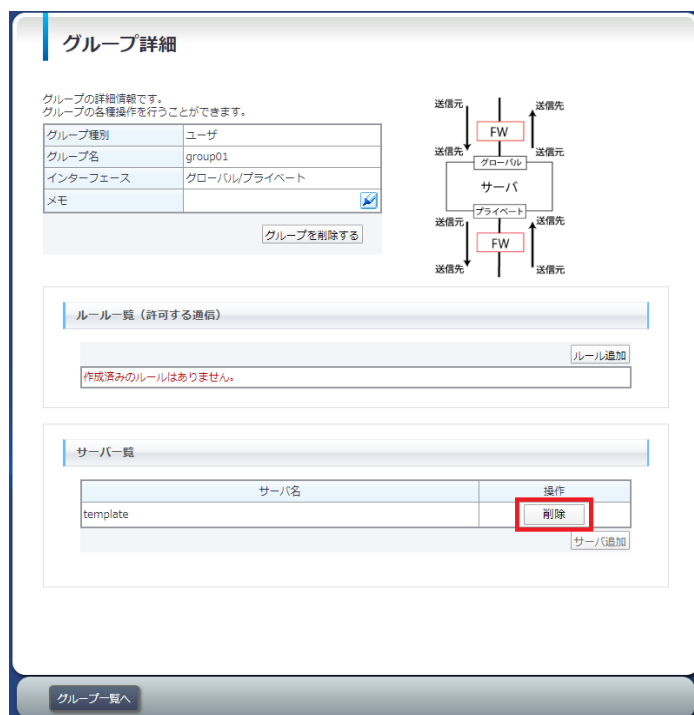 グループ詳細
グループの詳細情報です。
グループの各種操作を行うことができます。
グループ種別 ユーザ
グループ名 group01
インターフェース グローバル/プライベート
メモ
グループを削除する
送信元 送信先
FW
送信先 送信元
グローバル
サーバ
プライベート
送信元 送信先
FW
送信先 送信元
ルール一覧（許可する通信）
ルール追加
作成済みのルールはありません。
サーバ一覧
サーバ名 操作
template 削除
サーバ追加
グループ一覧へ